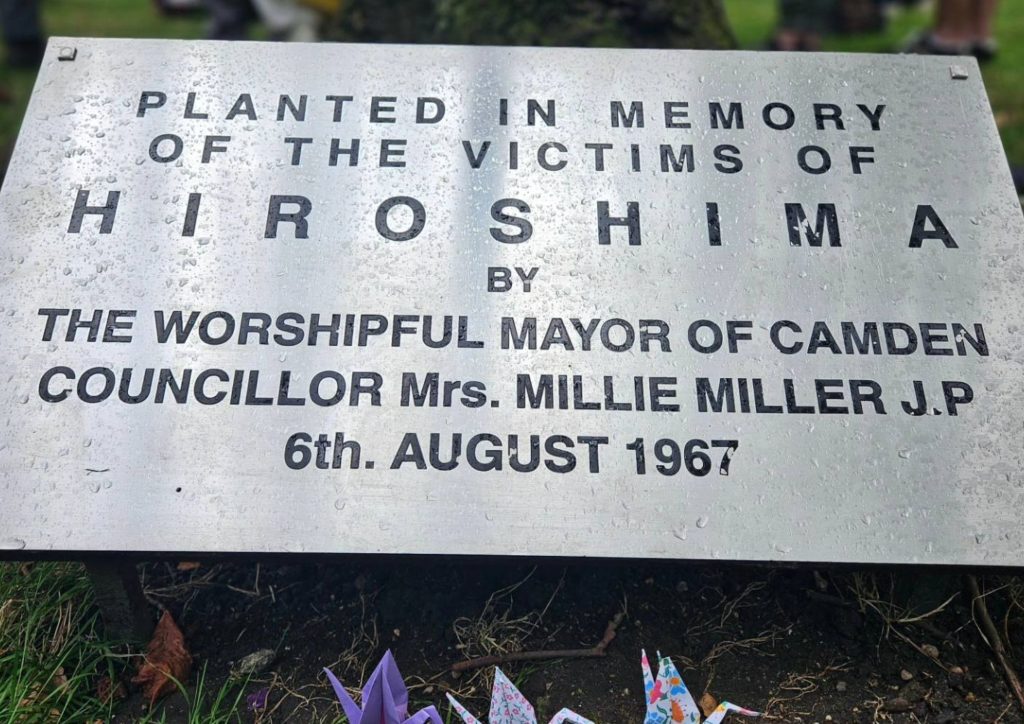 PLANTED IN MEMORY
OF THE VICTIMS OF
HIROSHIMA
BY
THE WORSHIPFUL MAYOR OF CAMDEN
COUNCILLOR Mrs. MILLIE MILLER J.P
6th. AUGUST 1967